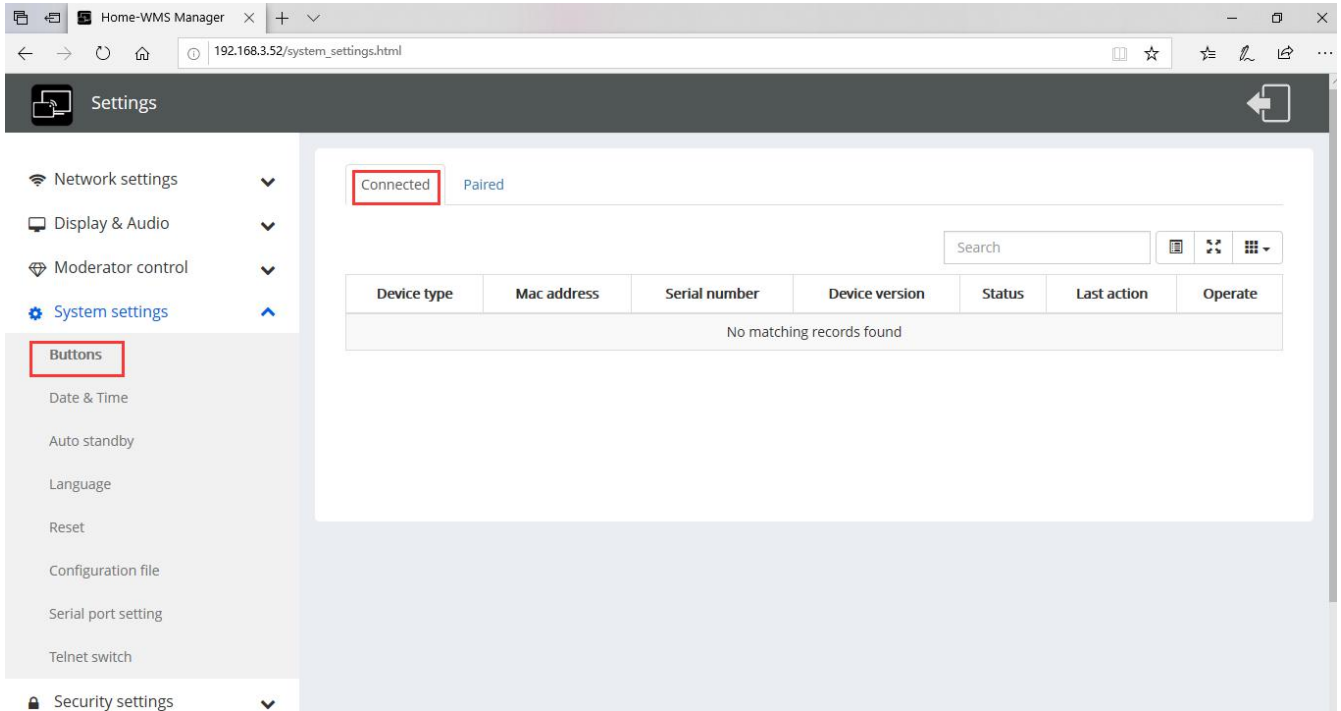 Home-WMS Manager
192.168.3.52/system_settings.html
Settings
Network settings
Display & Audio
Moderator control
System settings
Buttons
Date & Time
Auto standby
Language
Reset
Configuration file
Serial port setting
Telnet switch
Security settings
Connected Paired
Search
Device type Mac address Serial number Device version Status Last action Operate
No matching records found